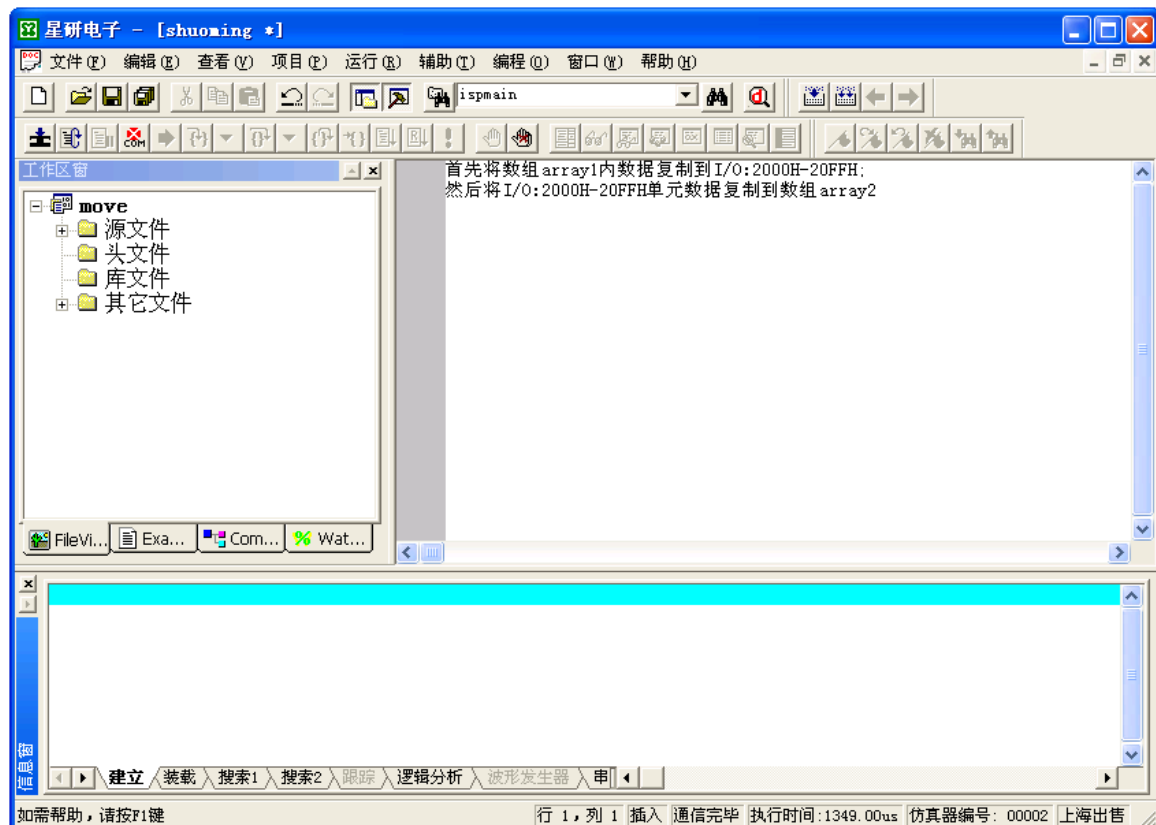 星研电子 - [shuoming *]
文件(F) 编辑(E) 查看(V) 项目(P) 运行(R) 辅助(T) 编程(Q) 窗口(W) 帮助(H)
ispmain
工作区窗
首先将数组array1内数据复制到I/O:2000H-20FFH;
然后将I/O:2000H-20FFH单元数据复制到数组array2
move
源文件
头文件
库文件
其它文件
FileVi... Exa... Com... Wat...
信息窗
建立 装载 搜索1 搜索2 跟踪 逻辑分析 波形发生器 串
如需帮助，请按F1键 行 1，列 1 插入 通信完毕 执行时间:1349.00us 仿真器编号: 00002 上海出售